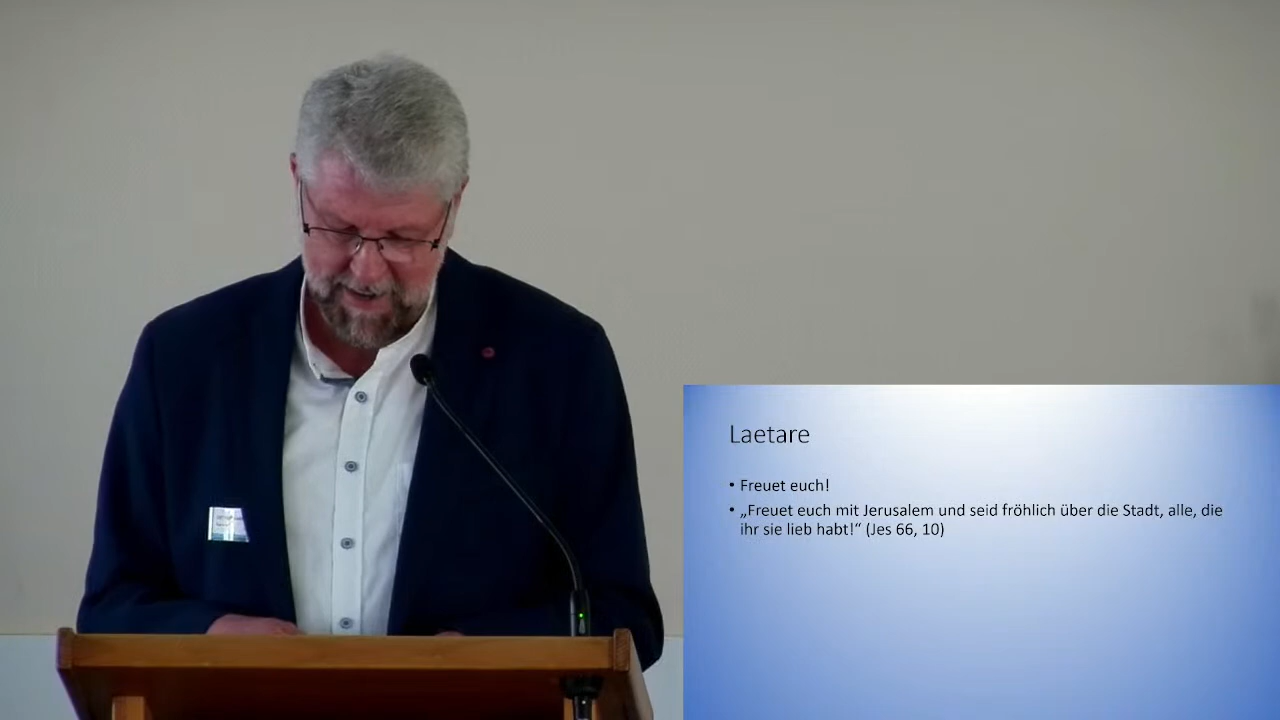 Laetare
• Freuet euch!
• „Freuet euch mit Jerusalem und seid fröhlich über die Stadt, alle, die
ihr sie lieb habt!“ (Jes 66, 10)